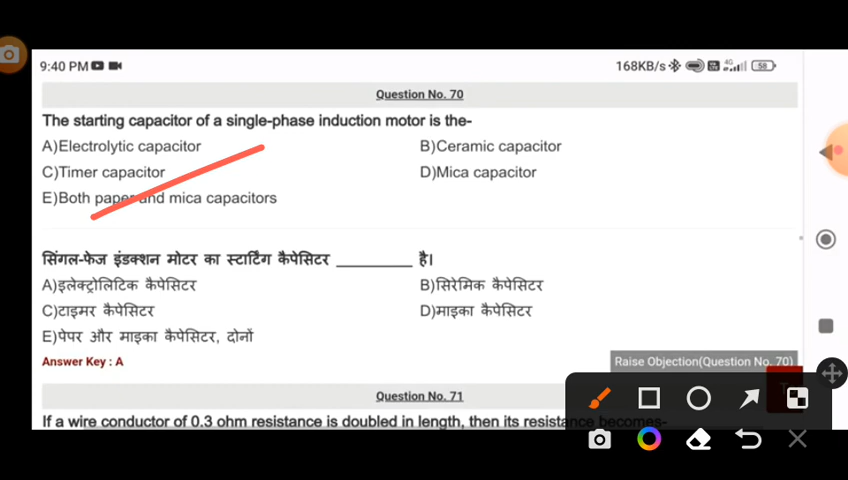 9:40 PM
168KB/s 4G 58
Question No. 70
The starting capacitor of a single-phase induction motor is the-
A)Electrolytic capacitor
B)Ceramic capacitor
C)Timer capacitor
D)Mica capacitor
E)Both paper and mica capacitors
सिंगल-फेज इंडक्शन मोटर का स्टार्टिंग कैपेसिटर __________ है।
A)इलेक्ट्रोलिटिक कैपेसिटर
B)सिरेमिक कैपेसिटर
C)टाइमर कैपेसिटर
D)माइका कैपेसिटर
E)पेपर और माइका कैपेसिटर, दोनों
Answer Key : A
Raise Objection(Question No. 70)
Question No. 71
If a wire conductor of 0.3 ohm resistance is doubled in length, then its resistance becomes-